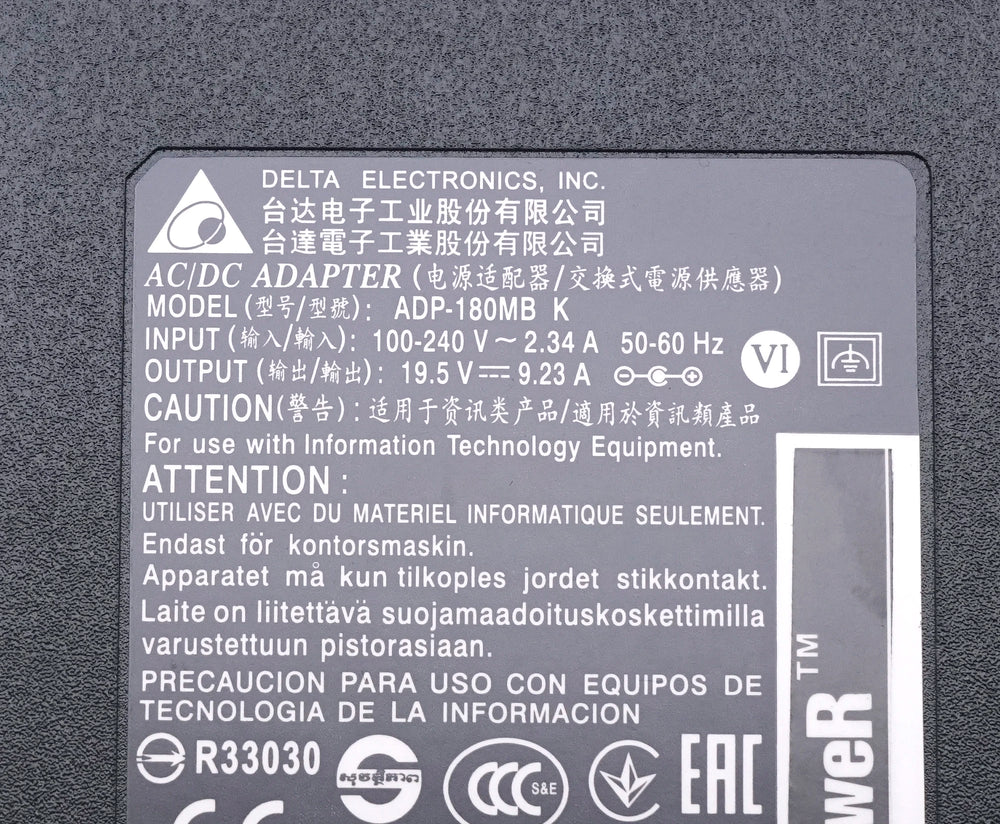 DELTA ELECTRONICS, INC.
台达电子工业股份有限公司
台達電子工業股份有限公司
AC/DC ADAPTER (电源适配器/交换式電源供應器)
MODEL (型号/型號): ADP-180MB K
INPUT (输入/輸入): 100-240 V ~ 2.34 A 50-60 Hz
VI
OUTPUT (输出/輸出): 19.5 V ⎓ 9.23 A
CAUTION(警告): 适用于资讯类产品/適用於資訊類產品
For use with Information Technology Equipment.
ATTENTION :
UTILISER AVEC DU MATERIEL INFORMATIQUE SEULEMENT.
Endast för kontorsmaskin.
Apparatet må kun tilkoples jordet stikkontakt.
Laite on liitettävä suojamaadoituskoskettimilla
varustettuun pistorasiaan.
PRECAUCION PARA USO CON EQUIPOS DE
TECNOLOGIA DE LA INFORMACION
R33030
CCC S&E
EAC
CE
weR™